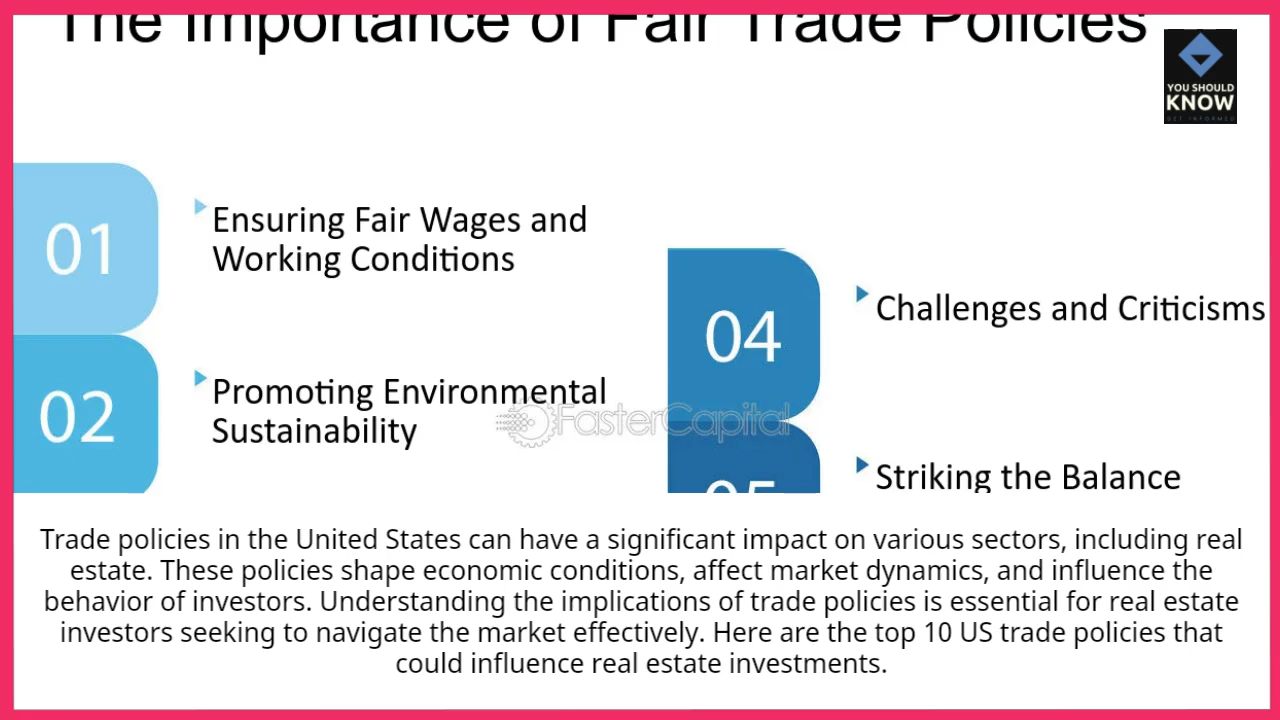 The Importance of Fair Trade Policies
YOU SHOULD
KNOW
GET INFORMED
01
Ensuring Fair Wages and
Working Conditions
02
Promoting Environmental
Sustainability
04
Challenges and Criticisms
05
Striking the Balance
FasterCapital
Trade policies in the United States can have a significant impact on various sectors, including real
estate. These policies shape economic conditions, affect market dynamics, and influence the
behavior of investors. Understanding the implications of trade policies is essential for real estate
investors seeking to navigate the market effectively. Here are the top 10 US trade policies that
could influence real estate investments.